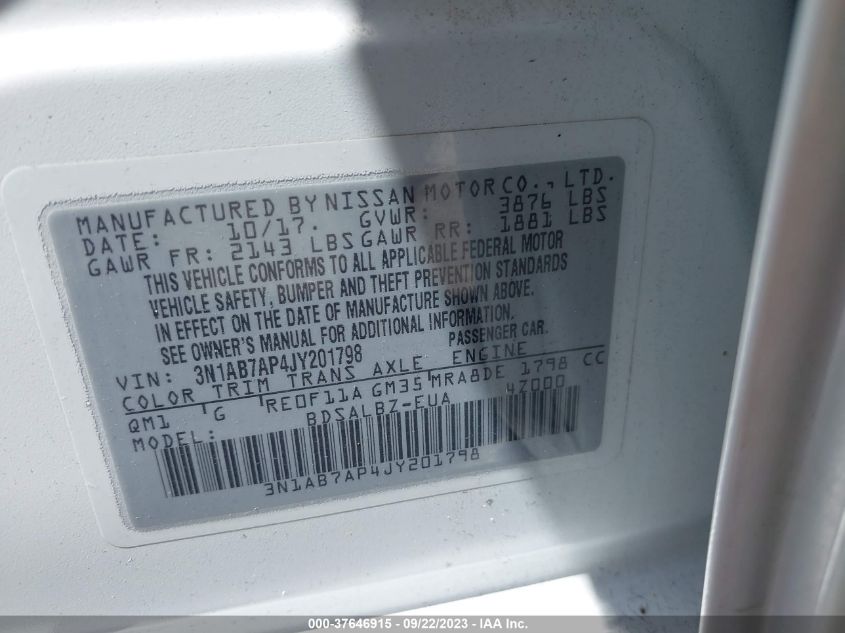 MANUFACTURED BY NISSAN MOTOR CO., LTD.
DATE: 10/17. GVWR: 3876 LBS
GAWR FR: 2143 LBS GAWR RR: 1881 LBS
THIS VEHICLE CONFORMS TO ALL APPLICABLE FEDERAL MOTOR
VEHICLE SAFETY, BUMPER AND THEFT PREVENTION STANDARDS
IN EFFECT ON THE DATE OF MANUFACTURE SHOWN ABOVE.
SEE OWNER'S MANUAL FOR ADDITIONAL INFORMATION.
VIN: 3N1AB7AP4JY201798 PASSENGER CAR.
COLOR TRIM TRANS AXLE ENGINE
QM1 G RE0F11A GM35 MRA8DE 1798 CC
MODEL: BDSALBZ-EUA 4Z000
3N1AB7AP4JY201798
000-37646915 - 09/22/2023 - IAA Inc.